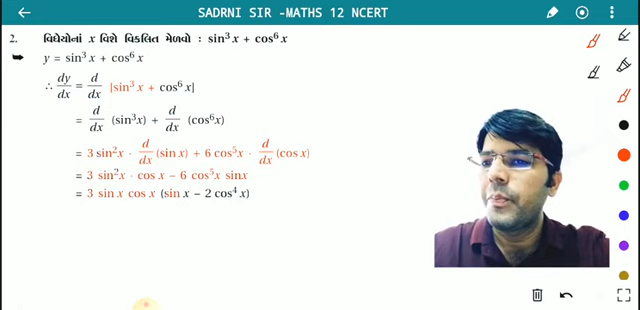 SADRNI SIR -MATHS 12 NCERT
2. વિધેયોનાં x વિશે વિકલિત મેળવો : sin³ x + cos⁶ x
➡ y = sin³ x + cos⁶ x
∴ dy/dx = d/dx [sin³ x + cos⁶ x]
= d/dx (sin³x) + d/dx (cos⁶x)
= 3 sin²x · d/dx (sin x) + 6 cos⁵x · d/dx (cos x)
= 3 sin²x · cos x − 6 cos⁵x sinx
= 3 sin x cos x (sin x − 2 cos⁴ x)